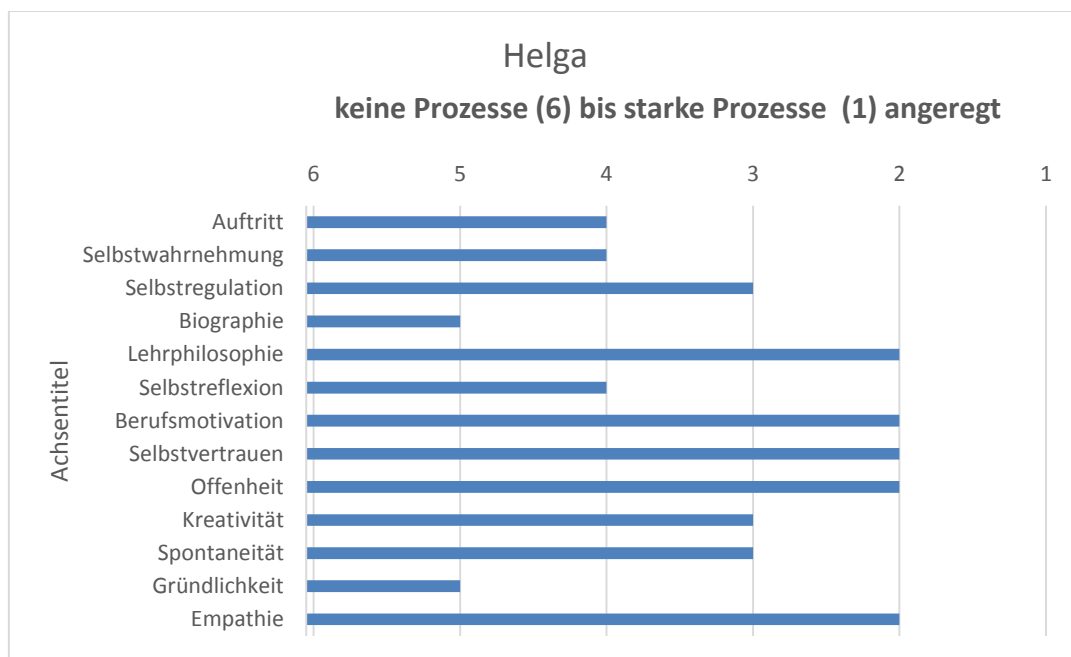 Helga
keine Prozesse (6) bis starke Prozesse  (1) angeregt
6 5 4 3 2 1
Auftritt
Selbstwahrnehmung
Selbstregulation
Biographie
Lehrphilosophie
Selbstreflexion
Berufsmotivation
Selbstvertrauen
Offenheit
Kreativität
Spontaneität
Gründlichkeit
Empathie
Achsentitel